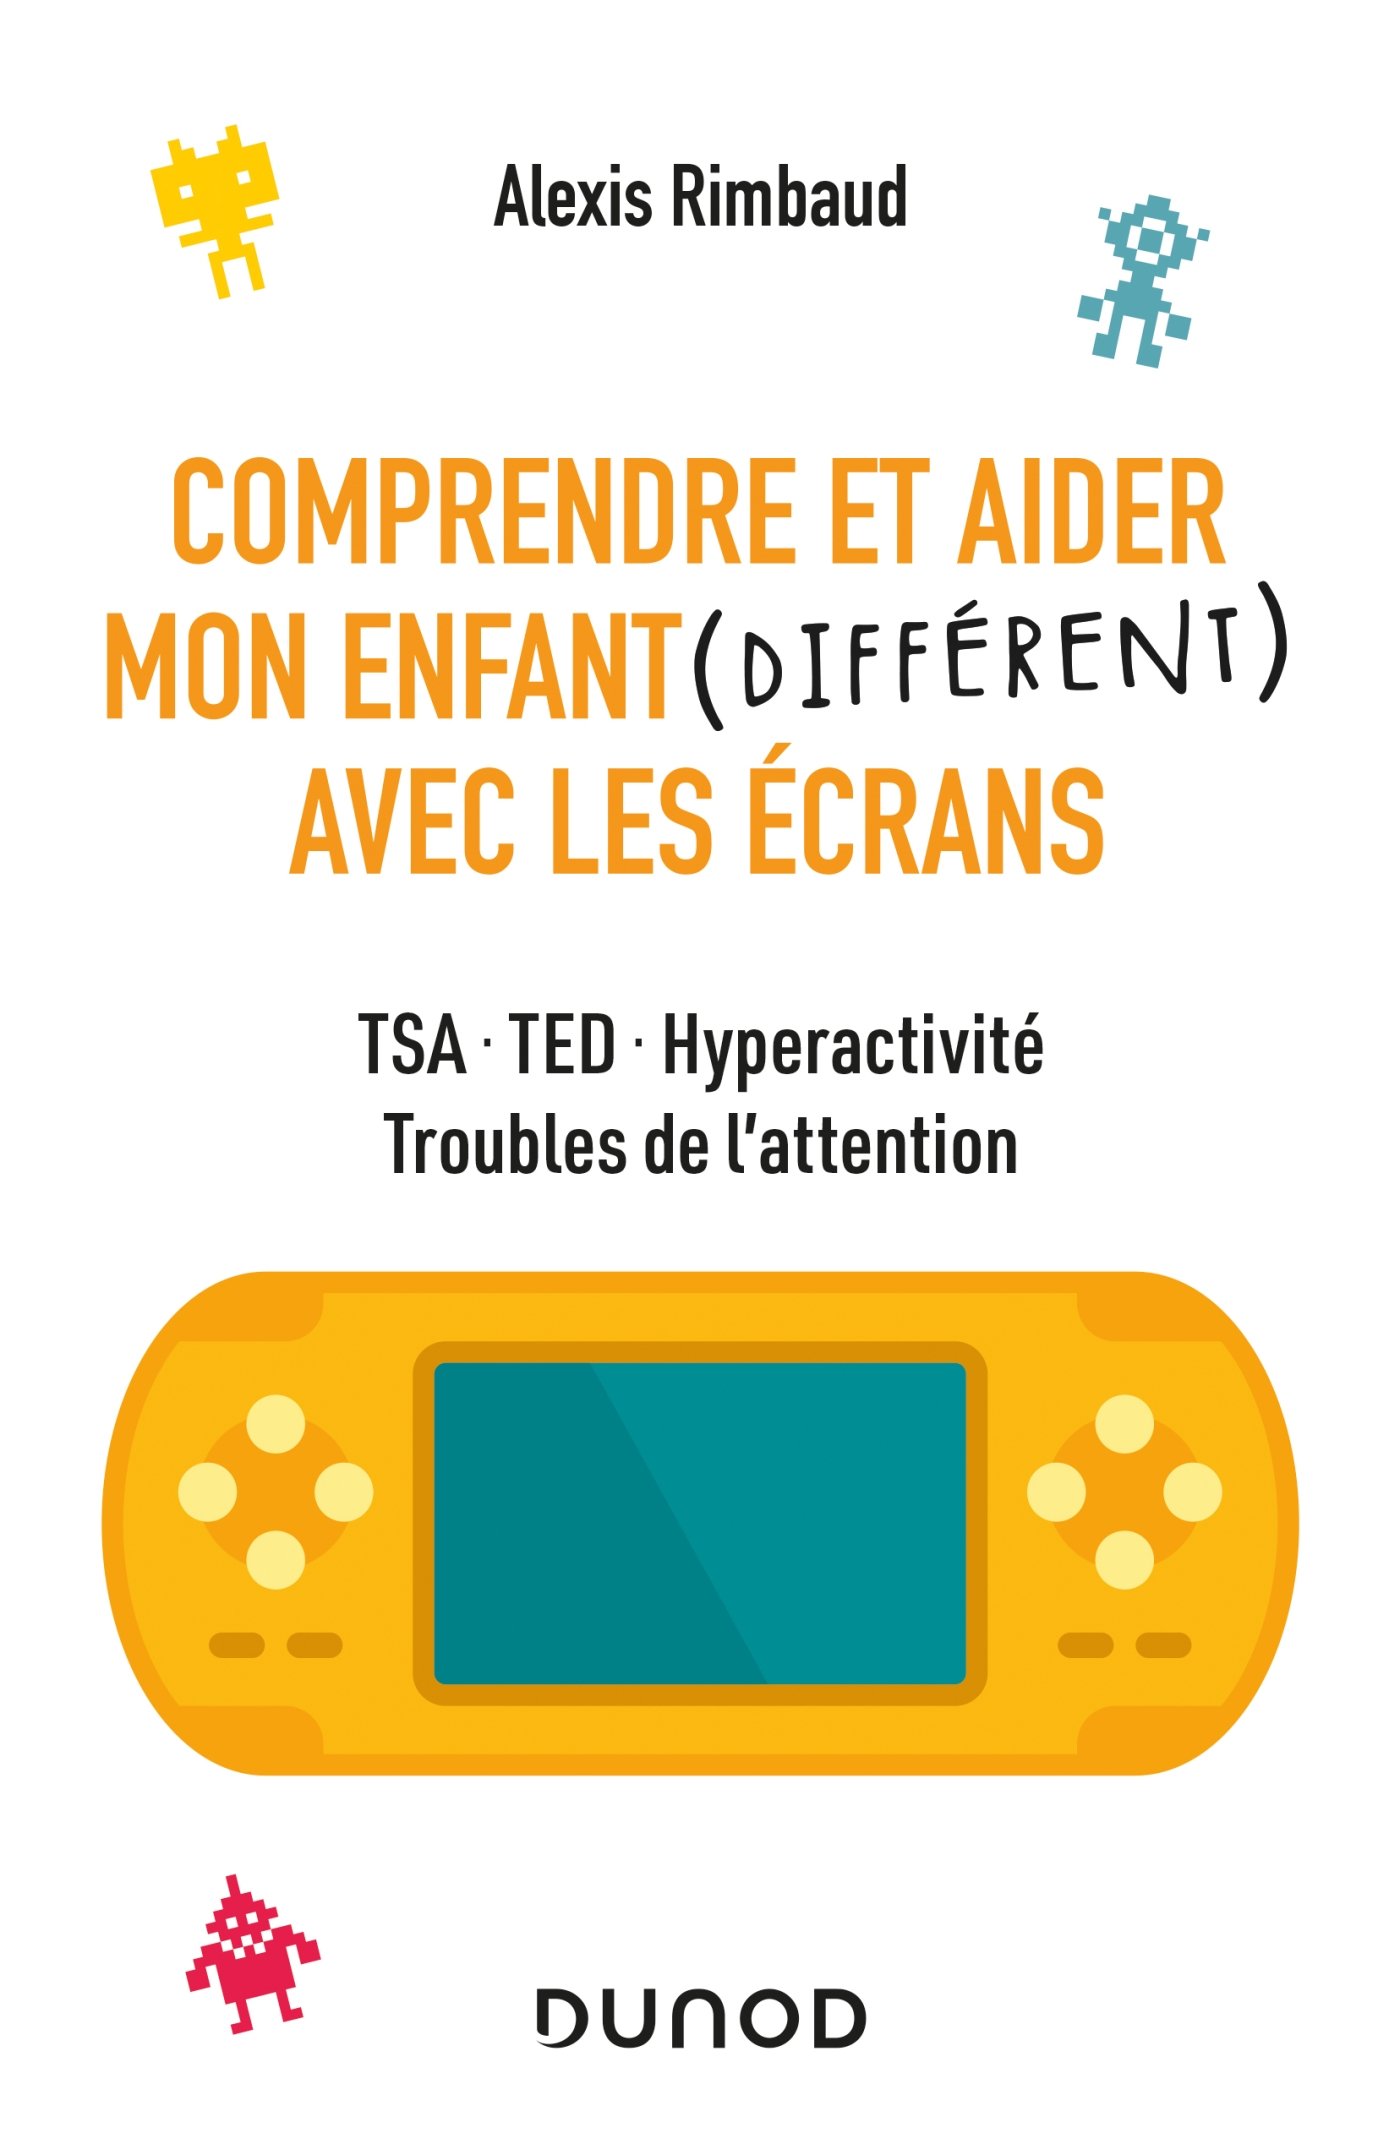 Alexis Rimbaud
COMPRENDRE ET AIDER
MON ENFANT (DIFFÉRENT)
AVEC LES ÉCRANS
TSA · TED · Hyperactivité
Troubles de l’attention
DUNOD